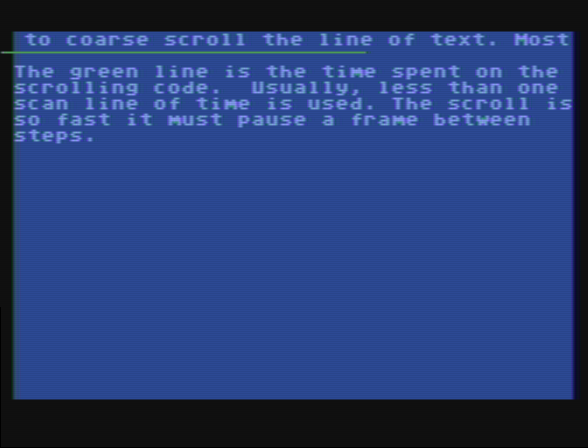 to coarse scroll the line of text. Most
The green line is the time spent on the
scrolling code.  Usually, less than one
scan line of time is used. The scroll is
so fast it must pause a frame between
steps.